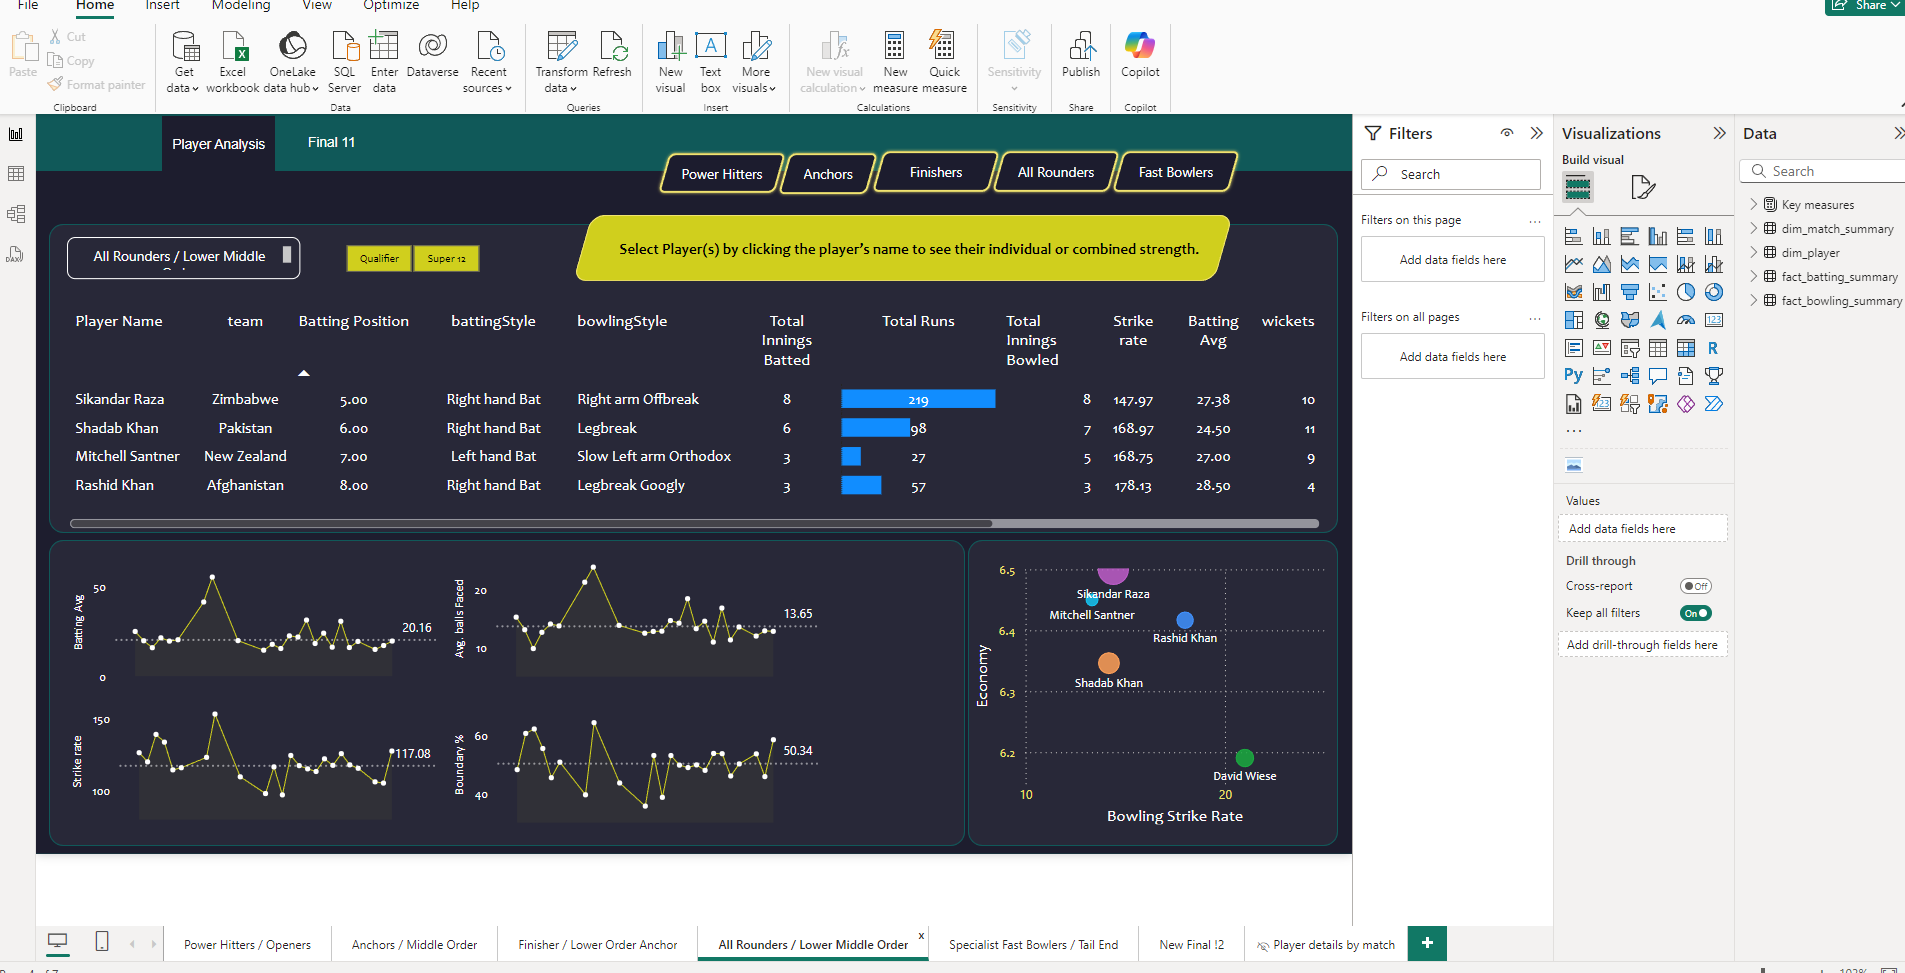 File Home Insert Modeling View Optimize Help
Share
Paste
Cut
Copy
Format painter
Clipboard
Get data
Excel workbook
OneLake data hub
SQL Server
Enter data
Dataverse
Recent sources
Data
Transform data
Refresh
Queries
New visual
Text box
More visuals
Insert
New visual calculation
New measure
Quick measure
Calculations
Sensitivity
Sensitivity
Publish
Share
Copilot
Copilot
Player Analysis
Final 11
Power Hitters
Anchors
Finishers
All Rounders
Fast Bowlers
All Rounders / Lower Middle
Qualifier
Super 12
Select Player(s) by clicking the player's name to see their individual or combined strength.
Player Name team Batting Position battingStyle bowlingStyle Total Innings Batted Total Runs Total Innings Bowled Strike rate Batting Avg wickets
Sikandar Raza Zimbabwe 5.00 Right hand Bat Right arm Offbreak 8 219 8 147.97 27.38 10
Shadab Khan Pakistan 6.00 Right hand Bat Legbreak 6 98 7 168.97 24.50 11
Mitchell Santner New Zealand 7.00 Left hand Bat Slow Left arm Orthodox 3 27 5 168.75 27.00 9
Rashid Khan Afghanistan 8.00 Right hand Bat Legbreak Googly 3 57 3 178.13 28.50 4
Batting Avg
50
0
20.16
Avg. balls Faced
20
10
13.65
Strike rate
150
100
117.08
Boundary %
60
40
50.34
Economy
6.5
6.4
6.3
6.2
Sikandar Raza
Mitchell Santner
Rashid Khan
Shadab Khan
David Wiese
10 20
Bowling Strike Rate
Filters
Search
Filters on this page
...
Add data fields here
Filters on all pages
...
Add data fields here
Visualizations
Build visual
123
R
Py
123
...
Values
Add data fields here
Drill through
Cross-report
Off
Keep all filters
On
Add drill-through fields here
Data
Search
Key measures
dim_match_summary
dim_player
fact_batting_summary
fact_bowling_summary
DAX
Power Hitters / Openers
Anchors / Middle Order
Finisher / Lower Order Anchor
All Rounders / Lower Middle Order
x
Specialist Fast Bowlers / Tail End
New Final !2
Player details by match
+